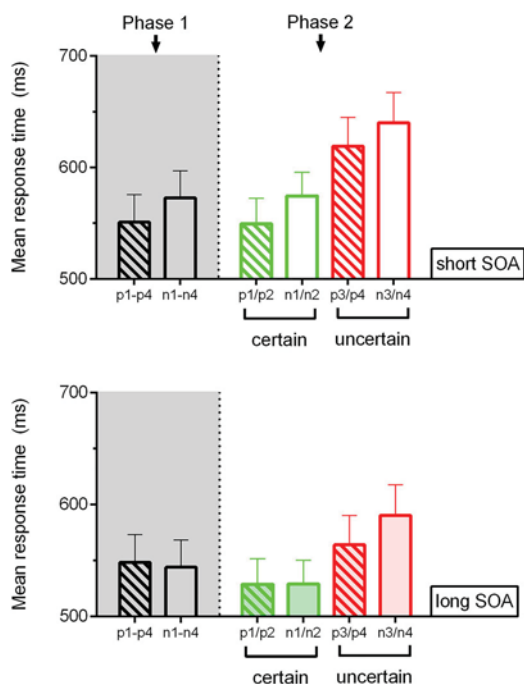 Phase 1 Phase 2
Mean response time (ms)
700
600
500
p1-p4 n1-n4 p1/p2 n1/n2 p3/p4 n3/n4
short SOA
certain uncertain
Mean response time (ms)
700
600
500
p1-p4 n1-n4 p1/p2 n1/n2 p3/p4 n3/n4
long SOA
certain uncertain